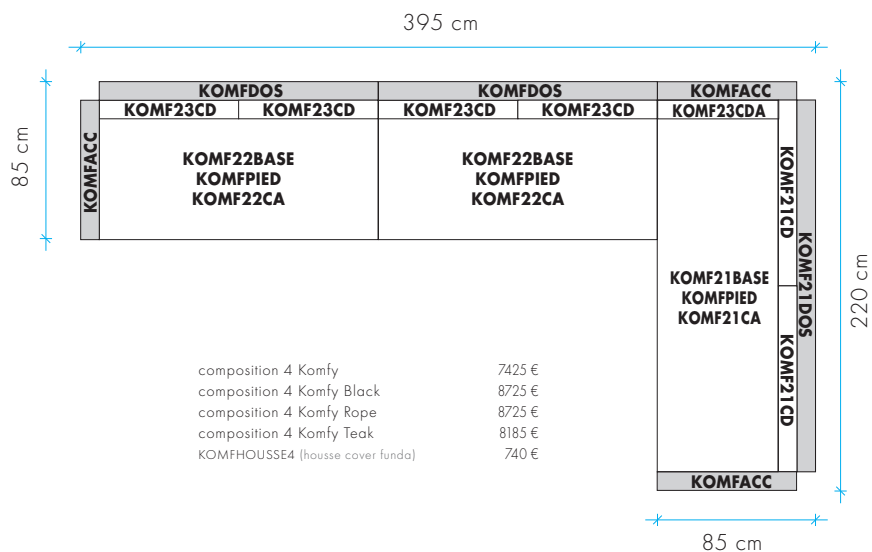 395 cm
KOMFDOS
KOMFDOS
KOMFACC
KOMF23CD
KOMF23CD
KOMF23CD
KOMF23CD
KOMF23CDA
85 cm
KOMFACC
KOMF22BASE
KOMFPIED
KOMF22CA
KOMF22BASE
KOMFPIED
KOMF22CA
KOMF21CD
KOMF21DOS
KOMF21BASE
KOMFPIED
KOMF21CA
220 cm
KOMF21CD
composition 4 Komfy 7425 €
composition 4 Komfy Black 8725 €
composition 4 Komfy Rope 8725 €
composition 4 Komfy Teak 8185 €
KOMFHOUSSE4 (housse cover funda) 740 €
KOMFACC
85 cm